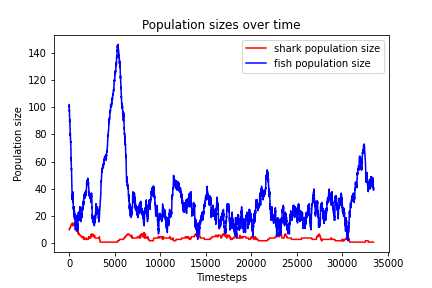 Population sizes over time
shark population size
fish population size
Population size
140
120
100
80
60
40
20
0
0 5000 10000 15000 20000 25000 30000 35000
Timesteps